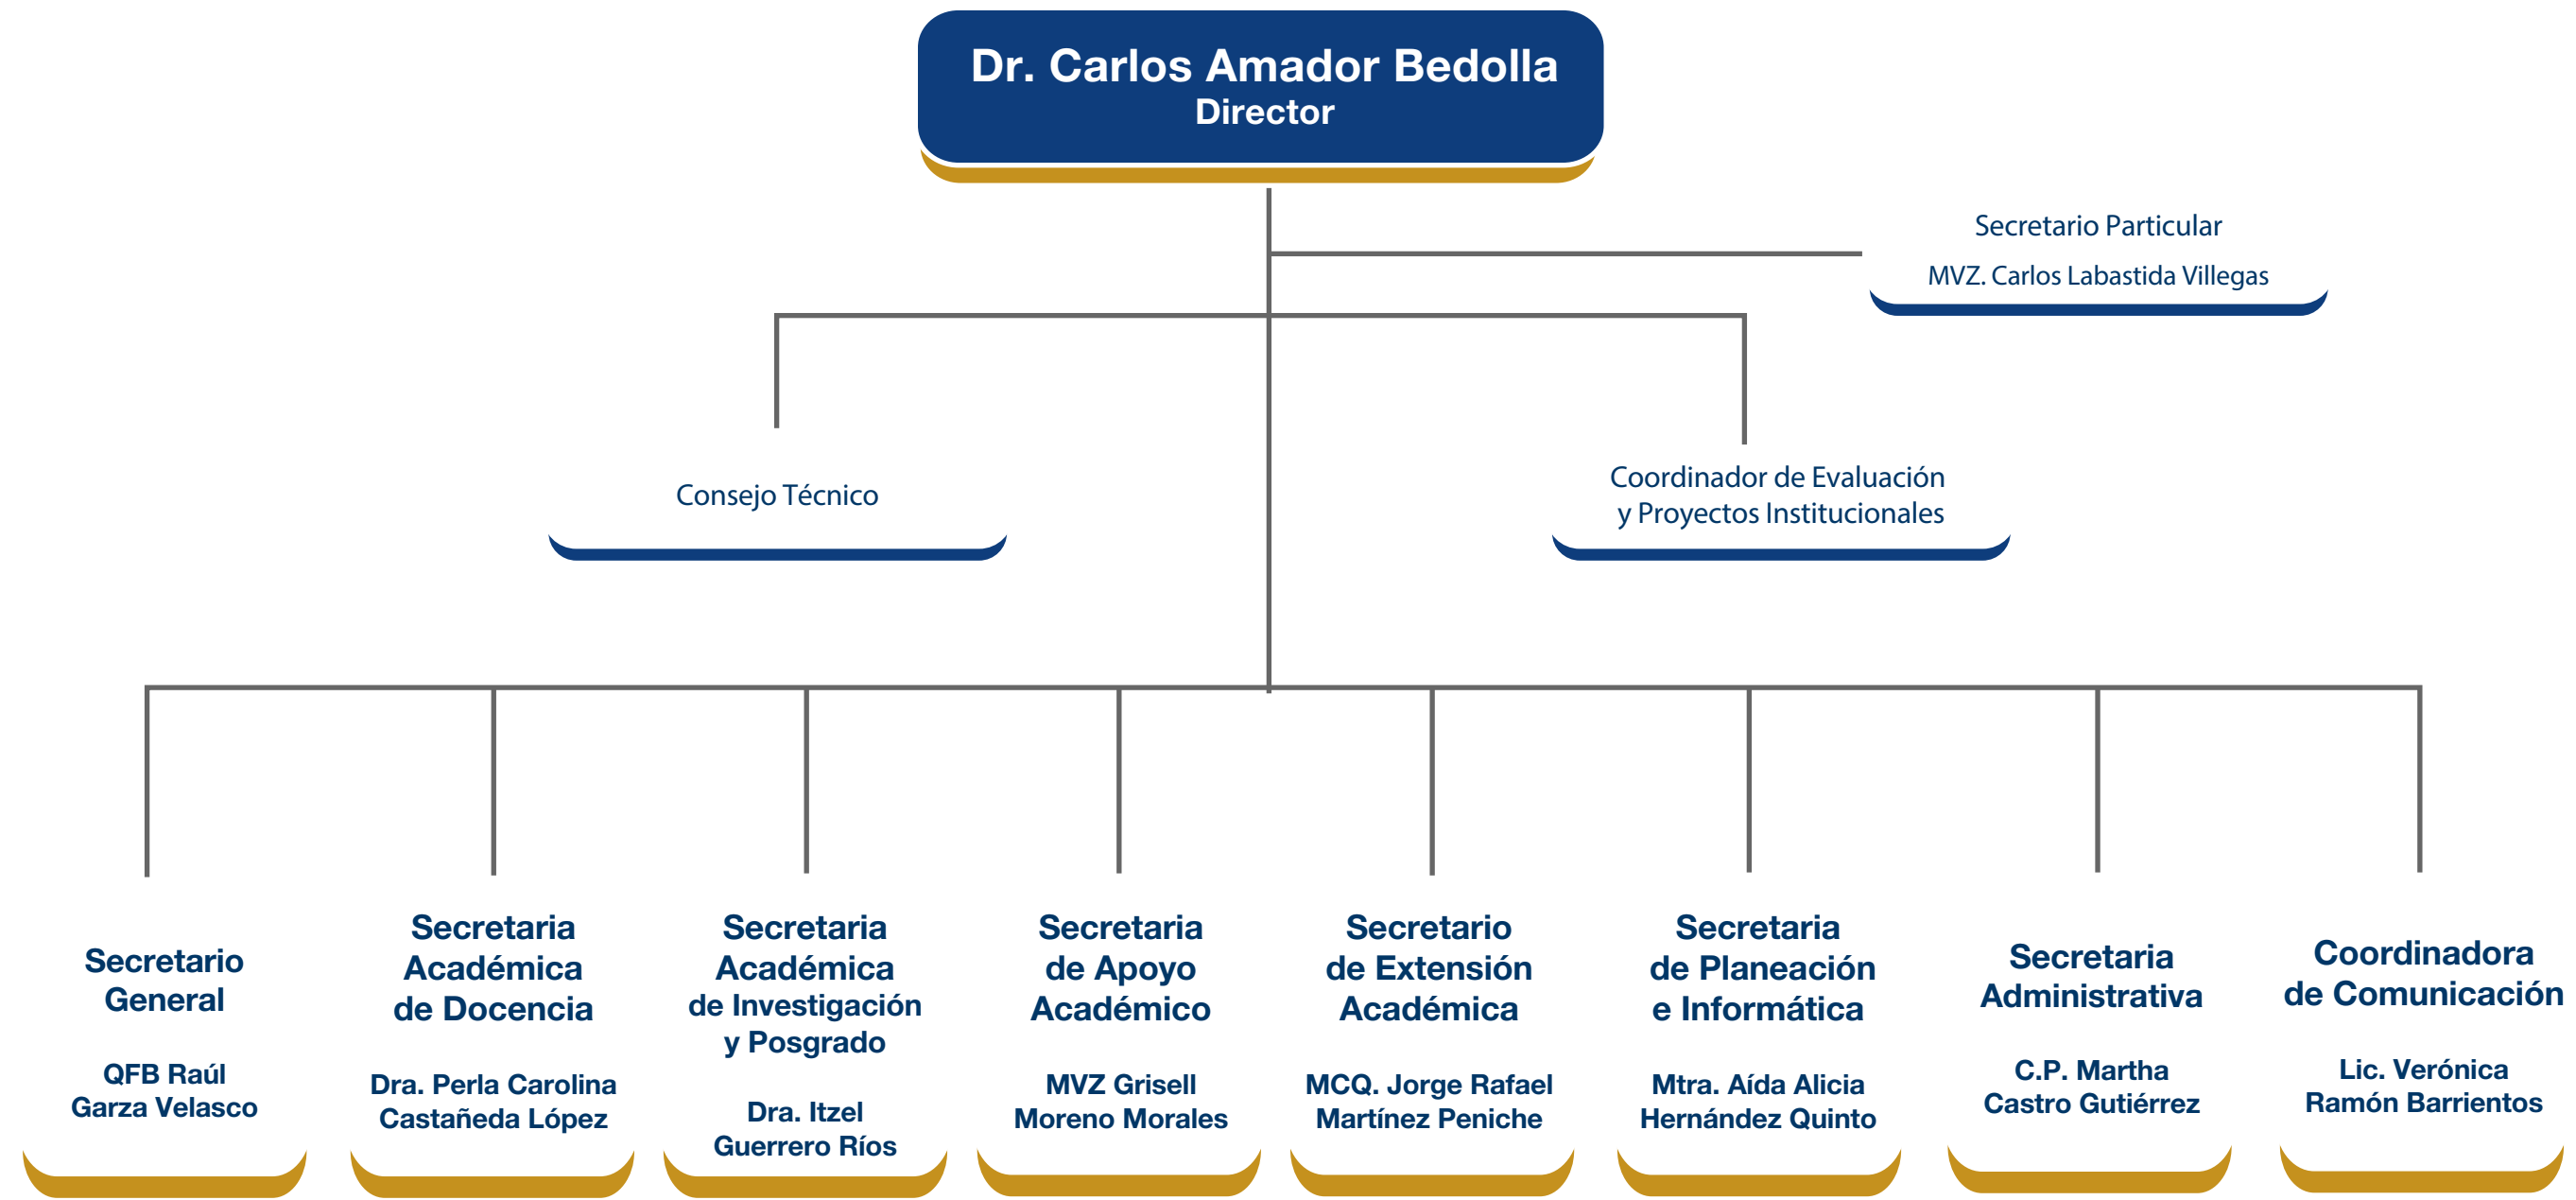 Dr. Carlos Amador Bedolla
Director
Secretario Particular
MVZ. Carlos Labastida Villegas
Consejo Técnico
Coordinador de Evaluación
y Proyectos Institucionales
Secretario
General
QFB Raúl
Garza Velasco
Secretaria
Académica
de Docencia
Dra. Perla Carolina
Castañeda López
Secretaria
Académica
de Investigación
y Posgrado
Dra. Itzel
Guerrero Ríos
Secretaria
de Apoyo
Académico
MVZ Grisell
Moreno Morales
Secretario
de Extensión
Académica
MCQ. Jorge Rafael
Martínez Peniche
Secretaria
de Planeación
e Informática
Mtra. Aída Alicia
Hernández Quinto
Secretaria
Administrativa
C.P. Martha
Castro Gutiérrez
Coordinadora
de Comunicación
Lic. Verónica
Ramón Barrientos